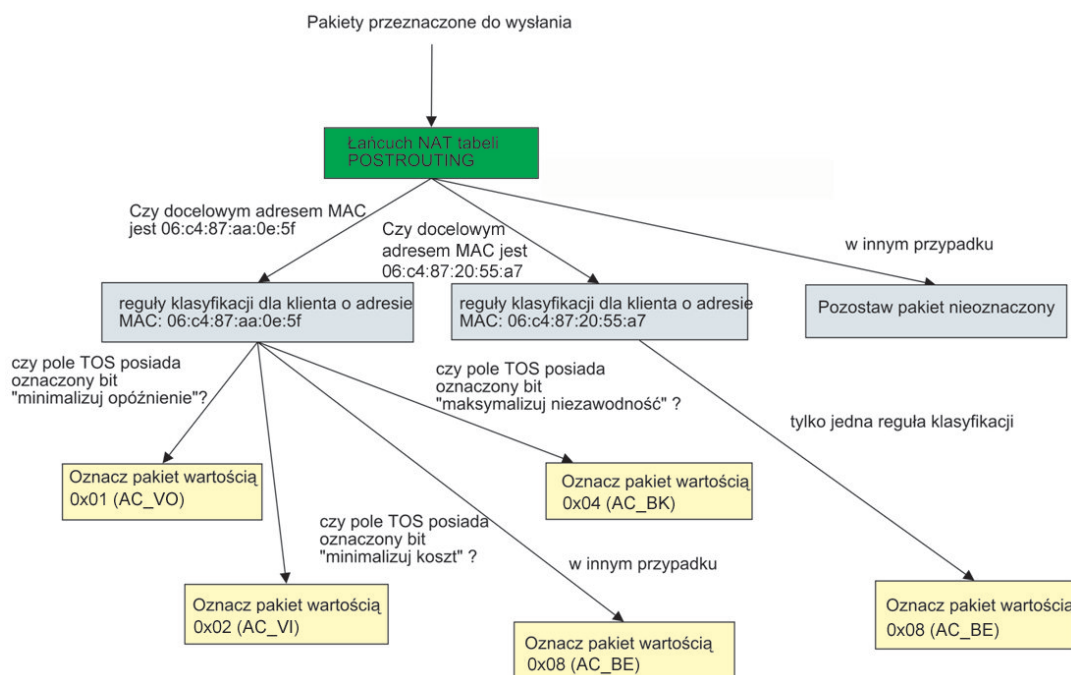 Pakiety przeznaczone do wysłania
Łańcuch NAT tabeli
POSTROUTING
Czy docelowym adresem MAC
jest 06:c4:87:aa:0e:5f
Czy docelowym
adresem MAC jest
06:c4:87:20:55:a7
w innym przypadku
reguły klasyfikacji dla klienta o adresie
MAC: 06:c4:87:aa:0e:5f
reguły klasyfikacji dla klienta o adresie
MAC: 06:c4:87:20:55:a7
Pozostaw pakiet nieoznaczony
czy pole TOS posiada
oznaczony bit
"minimalizuj opóźnienie"?
czy pole TOS posiada
oznaczony bit
"maksymalizuj niezawodność" ?
tylko jedna reguła klasyfikacji
Oznacz pakiet wartością
0x01 (AC_VO)
Oznacz pakiet wartością
0x04 (AC_BK)
czy pole TOS posiada
oznaczony bit
"minimalizuj koszt" ?
w innym przypadku
Oznacz pakiet wartością
0x02 (AC_VI)
Oznacz pakiet wartością
0x08 (AC_BE)
Oznacz pakiet wartością
0x08 (AC_BE)